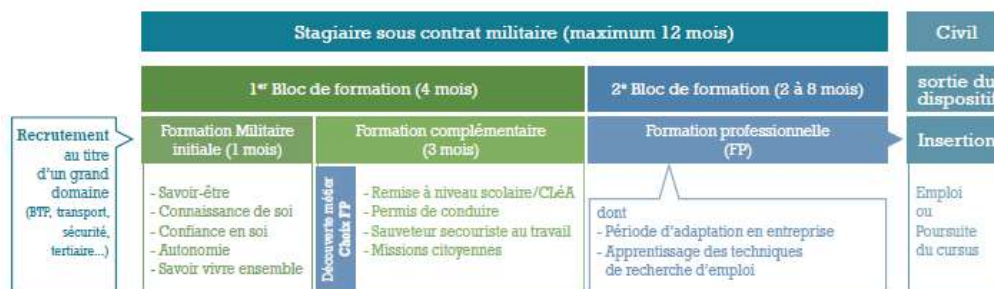 Stagiaire sous contrat militaire (maximum 12 mois)
Civil
1er Bloc de formation (4 mois)
2e Bloc de formation (2 à 8 mois)
sortie du
dispositif
Recrutement
au titre
d'un grand
domaine
(BTP, transport,
sécurité,
tertiaire...)
Formation Militaire
initiale (1 mois)
Formation complémentaire
(3 mois)
Formation professionnelle
(FP)
Insertion
- Savoir-être
- Connaissance de soi
- Confiance en soi
- Autonomie
- Savoir vivre ensemble
Découverte métier
Choix FP
- Remise à niveau scolaire/CLéA
- Permis de conduire
- Sauveteur secouriste au travail
- Missions citoyennes
dont
- Période d'adaptation en entreprise
- Apprentissage des techniques
de recherche d'emploi
Emploi
ou
Poursuite
du cursus